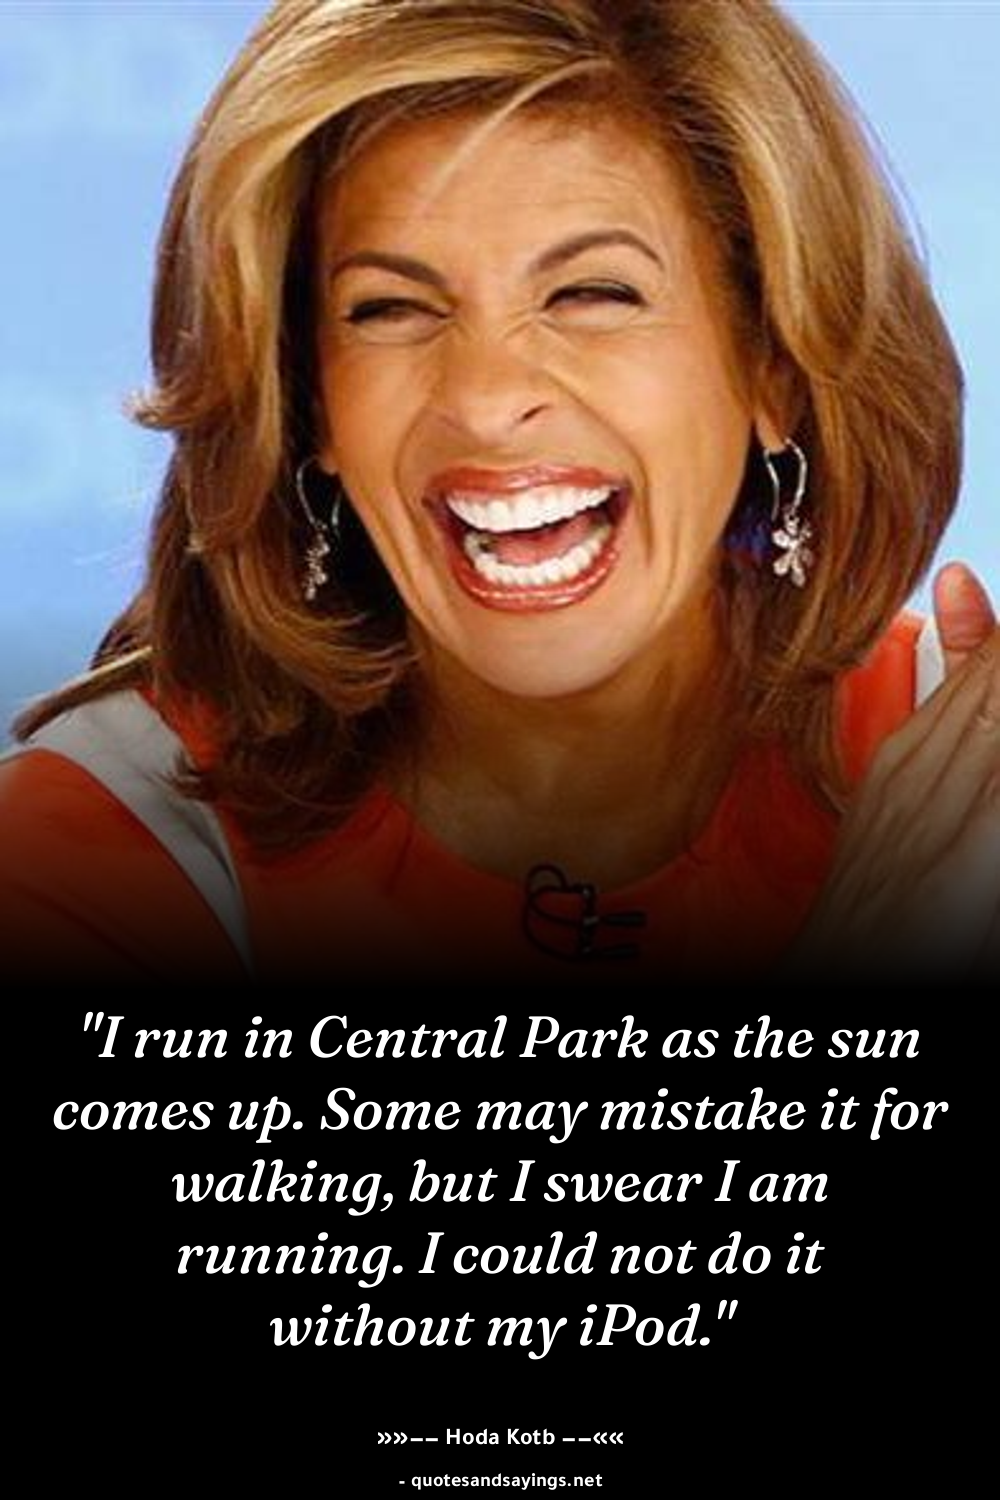 "I run in Central Park as the sun
comes up. Some may mistake it for
walking, but I swear I am
running. I could not do it
without my iPod."
»»–– Hoda Kotb ––««
- quotesandsayings.net